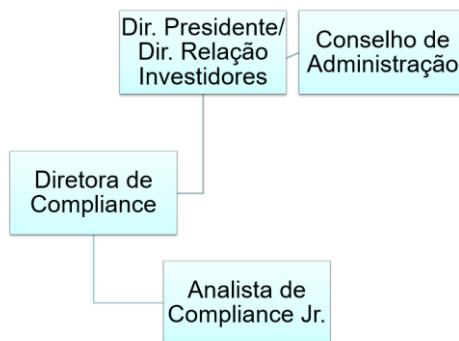 Dir. Presidente/
Dir. Relação
Investidores
Conselho de
Administração
Diretora de
Compliance
Analista de
Compliance Jr.